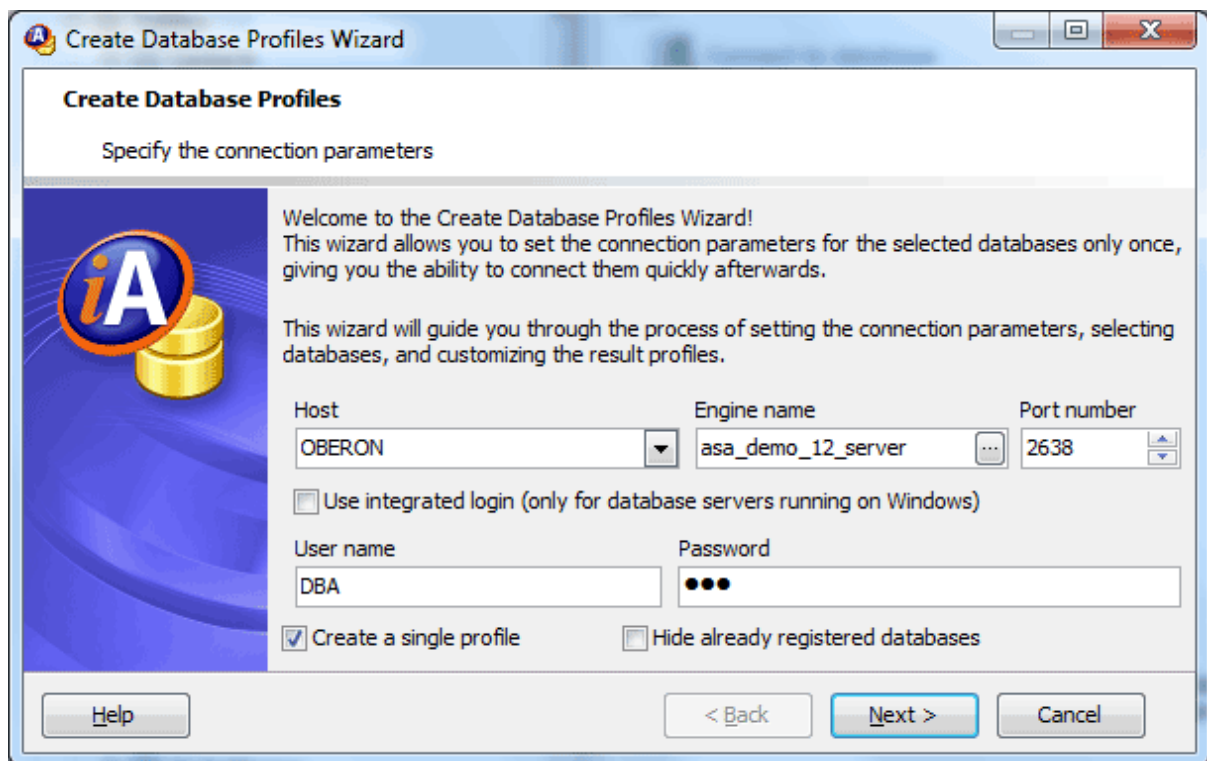 Create Database Profiles Wizard
Create Database Profiles
Specify the connection parameters
iA
Welcome to the Create Database Profiles Wizard!
This wizard allows you to set the connection parameters for the selected databases only once,
giving you the ability to connect them quickly afterwards.
This wizard will guide you through the process of setting the connection parameters, selecting
databases, and customizing the result profiles.
Host Engine name Port number
OBERON asa_demo_12_server ... 2638
Use integrated login (only for database servers running on Windows)
User name Password
DBA ●●●
Create a single profile Hide already registered databases
Help < Back Next > Cancel